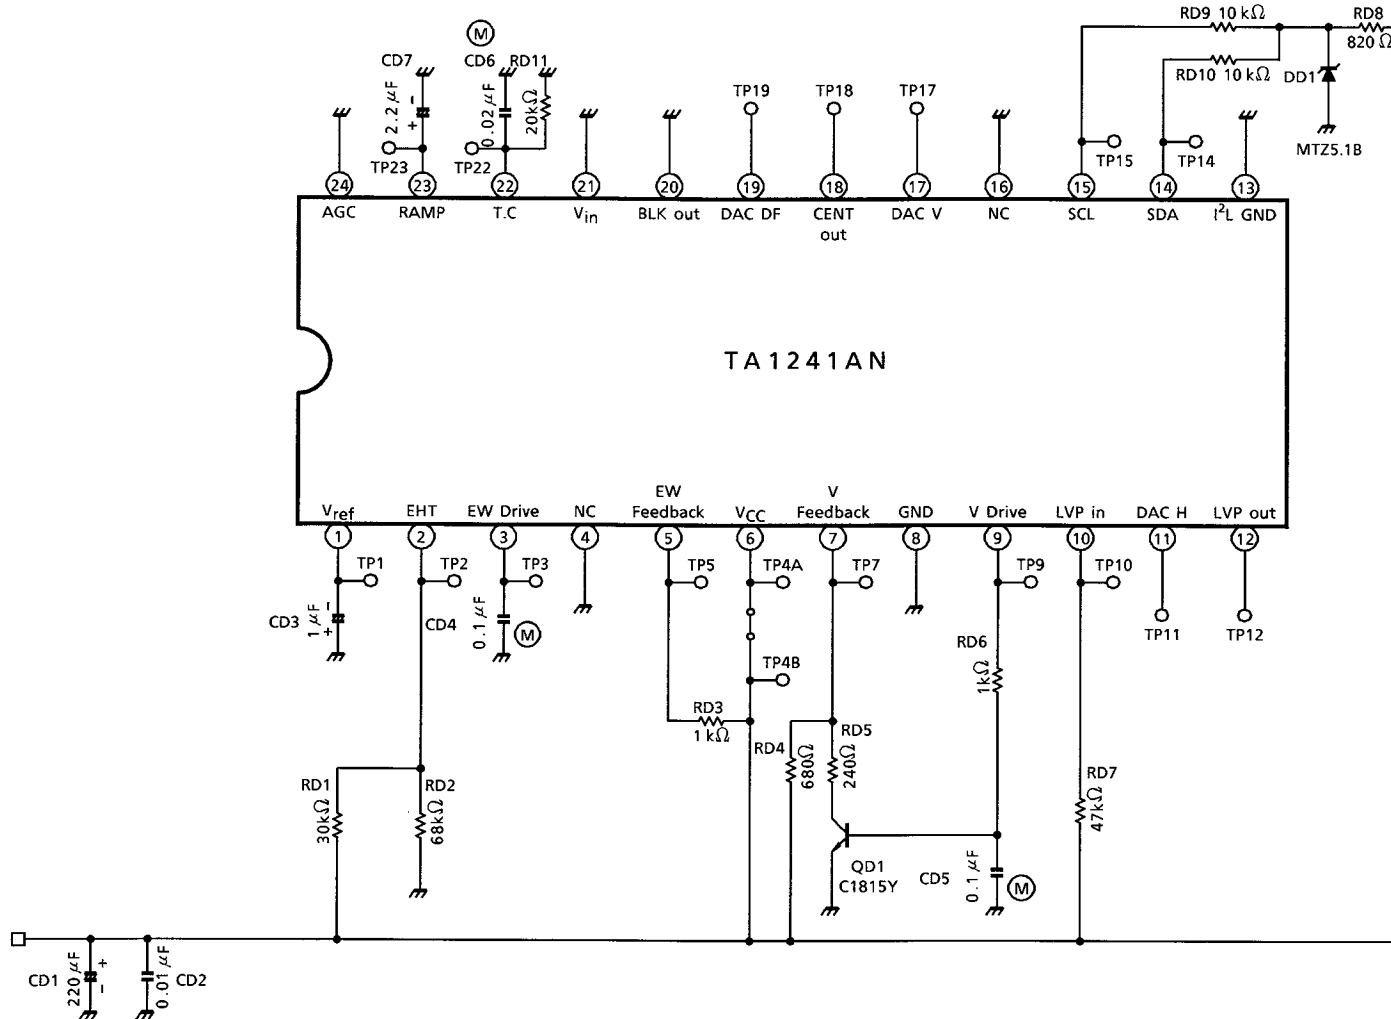 RD9 10 kΩ
RD8
820 Ω
RD10 10 kΩ
DD1
MTZ5.1B
M
CD7
CD6
RD11
2.2 μF
−
+
0.02 μF
20kΩ
TP23
TP22
TP19
TP18
TP17
TP15
TP14
24
23
22
21
20
19
18
17
16
15
14
13
AGC
RAMP
T.C
Vin
BLK out
DAC DF
CENT
out
DAC V
NC
SCL
SDA
I²L GND
TA1241AN
Vref
EHT
EW Drive
NC
EW
Feedback
VCC
V
Feedback
GND
V Drive
LVP in
DAC H
LVP out
1
2
3
4
5
6
7
8
9
10
11
12
TP1
TP2
TP3
TP5
TP4A
TP7
TP9
TP10
TP11
TP12
CD3
1 μF
−
+
CD4
0.1 μF
M
TP4B
RD3
1 kΩ
RD4
680Ω
RD5
240Ω
RD6
1kΩ
RD7
47kΩ
RD1
30kΩ
RD2
68kΩ
QD1
C1815Y
CD5
0.1 μF
M
CD1
220 μF
+
−
0.01 μF
CD2